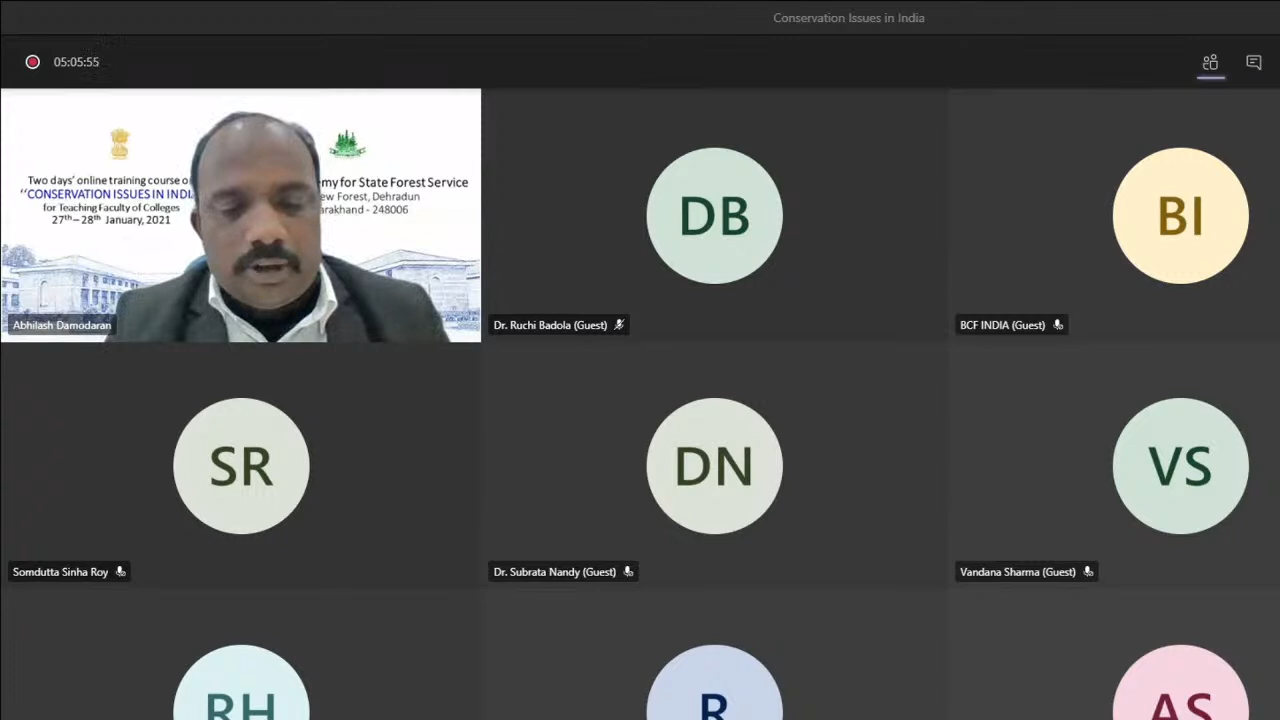 Conservation Issues in India
05:05:55
Two days' online training course o
"CONSERVATION ISSUES IN INDI
for Teaching Faculty of Colleges
27th – 28th January, 2021
my for State Forest Service
ew Forest, Dehradun
arakhand - 248006
Abhilash Damodaran
DB
Dr. Ruchi Badola (Guest)
BI
BCF INDIA (Guest)
SR
Somdutta Sinha Roy
DN
Dr. Subrata Nandy (Guest)
VS
Vandana Sharma (Guest)
RH
R
AS